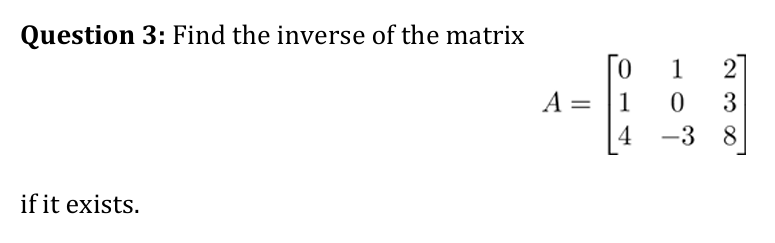 Question 3: Find the inverse of the matrix
A = [0 1 2
1 0 3
4 −3 8]
if it exists.